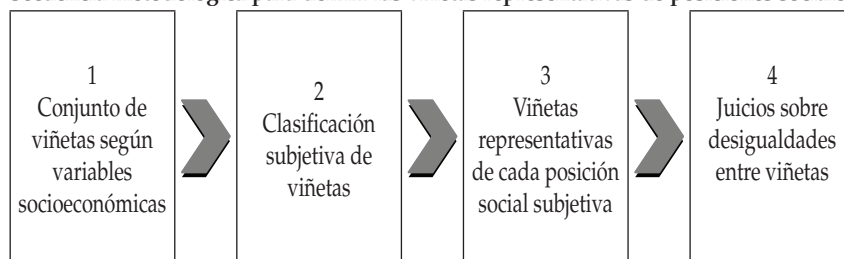 1
Conjunto de
viñetas según
variables
socioeconómicas
2
Clasificación
subjetiva de
viñetas
3
Viñetas
representativas
de cada posición
social subjetiva
4
Juicios sobre
desigualdades
entre viñetas